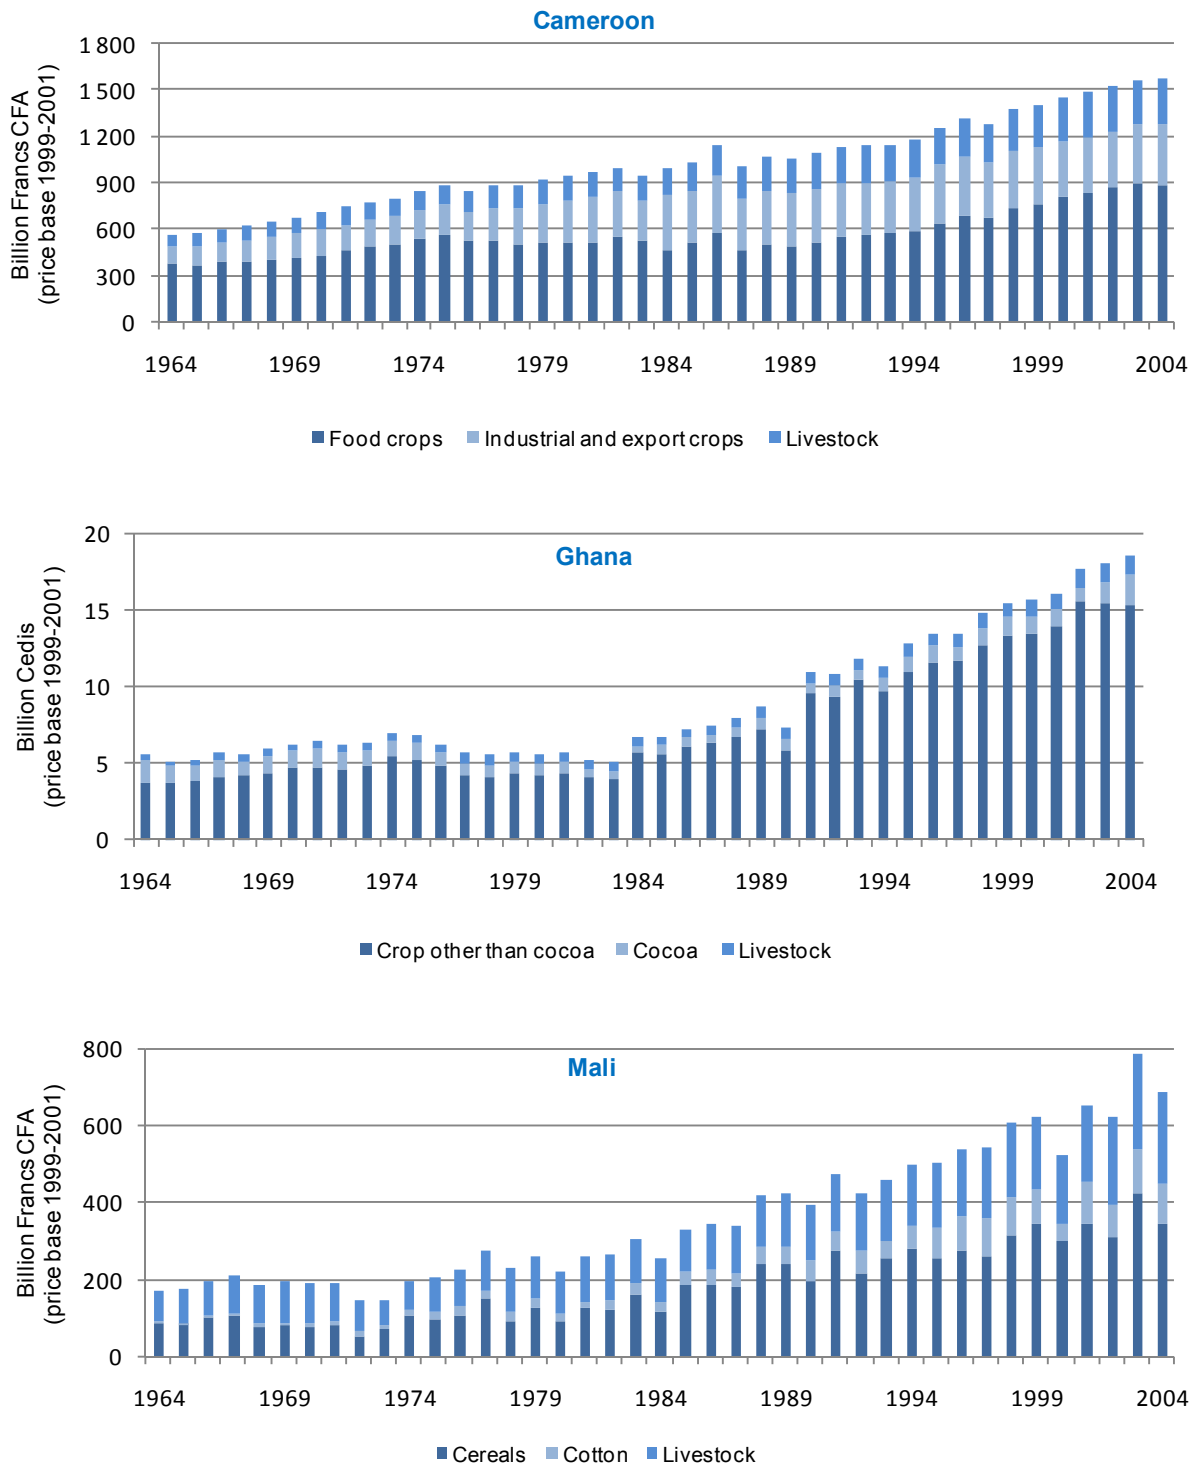 Cameroon
Billion Francs CFA
(price base 1999-2001)
1 800
1 500
1 200
900
600
300
0
1964 1969 1974 1979 1984 1989 1994 1999 2004
Food crops Industrial and export crops Livestock
Ghana
Billion Cedis
(price base 1999-2001)
20
15
10
5
0
1964 1969 1974 1979 1984 1989 1994 1999 2004
Crop other than cocoa Cocoa Livestock
Mali
Billion Francs CFA
(price base 1999-2001)
800
600
400
200
0
1964 1969 1974 1979 1984 1989 1994 1999 2004
Cereals Cotton Livestock